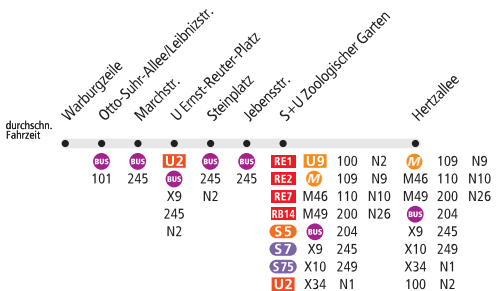 Warburgzeile
Otto-Suhr-Allee/Leibnizstr.
Marchstr.
U Ernst-Reuter-Platz
Steinplatz
Jebensstr.
S+U Zoologischer Garten
Hertzallee
durchschn.
Fahrzeit
BUS BUS U2 BUS BUS RE1 U9 100 N2 M 109 N9
101 245 BUS 245 245 RE2 M 109 N9 M46 110 N10
X9 N2 RE7 M46 110 N10 M49 200 N26
245 RB14 M49 200 N26 BUS 204
N2 S5 BUS 204 X9 245
S7 X9 245 X10 249
S75 X10 249 X34 N1
U2 X34 N1 100 N2